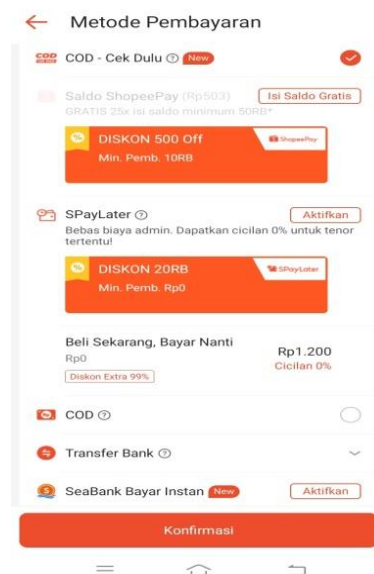 Metode Pembayaran
COD - Cek Dulu New
Saldo ShopeePay (Rp503) Isi Saldo Gratis
GRATIS 25x isi saldo minimum 50RB*
DISKON 500 Off ShopeePay
Min. Pemb. 10RB
SPayLater Aktifkan
Bebas biaya admin. Dapatkan cicilan 0% untuk tenor
tertentu!
DISKON 20RB SPayLater
Min. Pemb. Rp0
Beli Sekarang, Bayar Nanti
Rp0
Rp1.200
Diskon Extra 99%
Cicilan 0%
COD
Transfer Bank
SeaBank Bayar Instan New Aktifkan
Konfirmasi